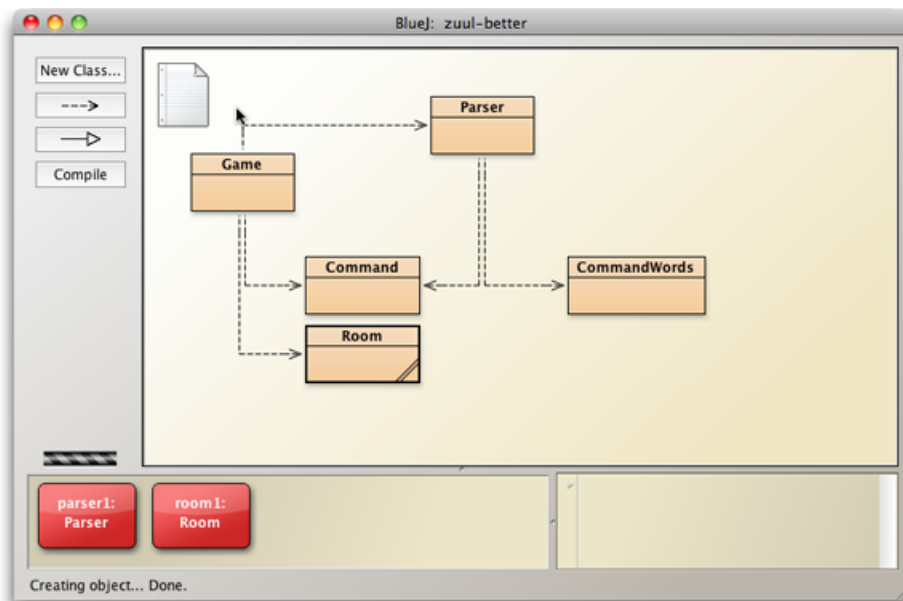 BlueJ: zuul-better
New Class...
Compile
Parser
Game
Command
CommandWords
Room
parser1:
Parser
room1:
Room
Creating object... Done.